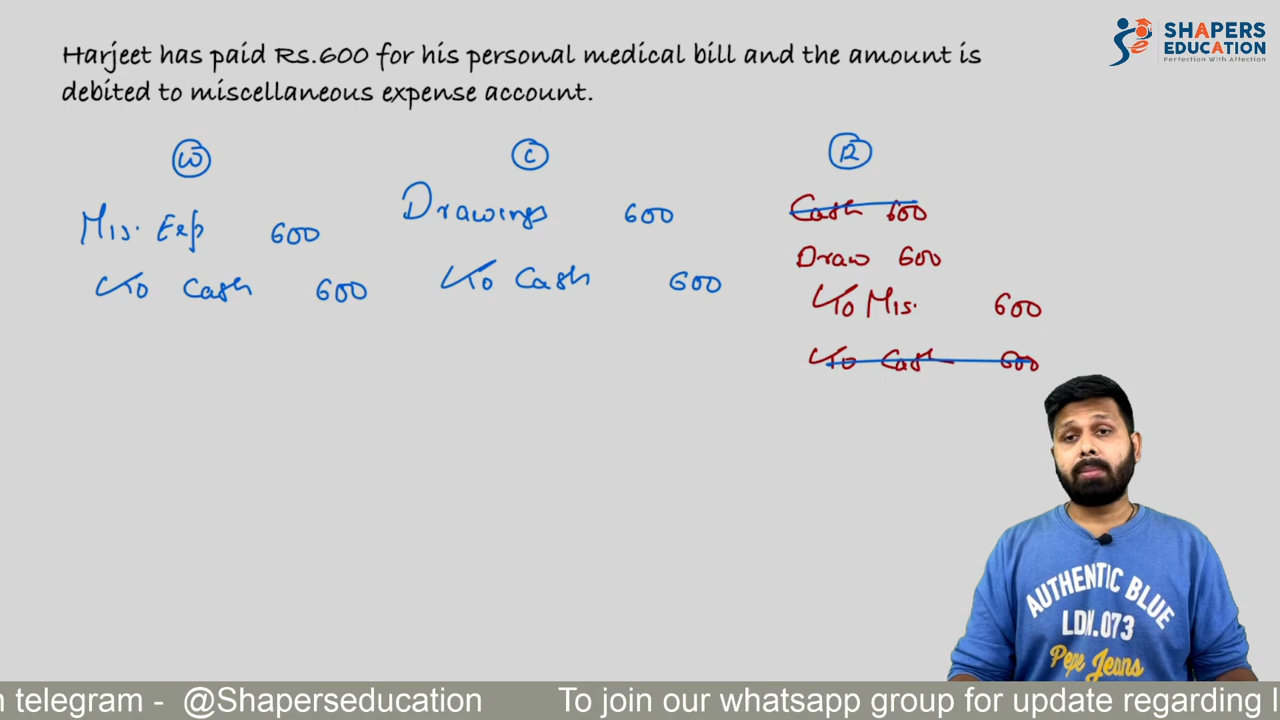 SHAPERS
EDUCATION
Perfection With Affection
Harjeet has paid Rs.600 for his personal medical bill and the amount is
debited to miscellaneous expense account.
W
C
R
Mis. Exp 600
To Cash 600
Drawings 600
To Cash 600
Cash 600
Draw 600
To Mis. 600
To Cash 600
AUTHENTIC BLUE
LDN.073
Pepe Jeans
n telegram - @Shaperseducation To join our whatsapp group for update regarding l